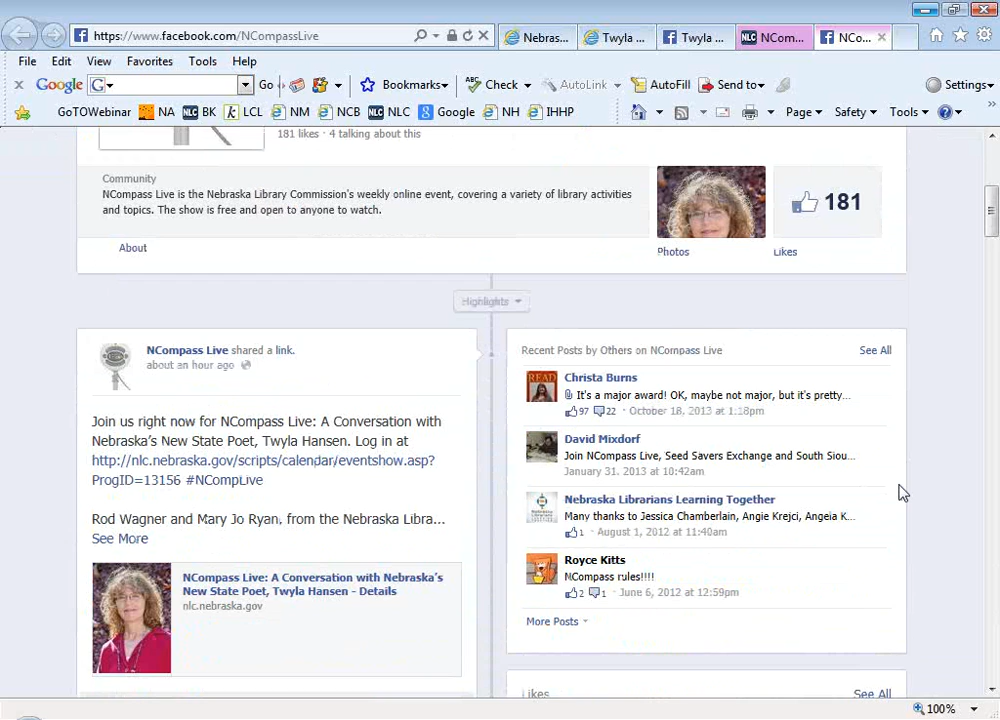 https://www.facebook.com/NCompassLive
Nebras...
Twyla ...
Twyla ...
NCom...
NCo...
File Edit View Favorites Tools Help
Google G Go Bookmarks Check AutoLink AutoFill Send to Settings
GoTOWebinar NA BK LCL NM NCB NLC Google NH IHHP Page Safety Tools
181 likes · 4 talking about this
Community
NCompass Live is the Nebraska Library Commission's weekly online event, covering a variety of library activities
and topics. The show is free and open to anyone to watch.
181
About
Photos
Likes
Highlights
NCompass Live shared a link.
about an hour ago
Join us right now for NCompass Live: A Conversation with
Nebraska's New State Poet, Twyla Hansen. Log in at
http://nlc.nebraska.gov/scripts/calendar/eventshow.asp?
ProgID=13156 #NCompLive
Rod Wagner and Mary Jo Ryan, from the Nebraska Libra...
See More
NCompass Live: A Conversation with Nebraska's
New State Poet, Twyla Hansen - Details
nlc.nebraska.gov
Recent Posts by Others on NCompass Live See All
READ
Christa Burns
It's a major award! OK, maybe not major, but it's pretty...
97 22 · October 18, 2013 at 1:18pm
David Mixdorf
Join NCompass Live, Seed Savers Exchange and South Siou...
January 31, 2013 at 10:42am
Nebraska Librarians Learning Together
Many thanks to Jessica Chamberlain, Angie Krejci, Angela K...
1 · August 1, 2012 at 11:40am
Royce Kitts
NCompass rules!!!!
2 1 · June 6, 2012 at 12:59pm
More Posts
Likes See All
100%